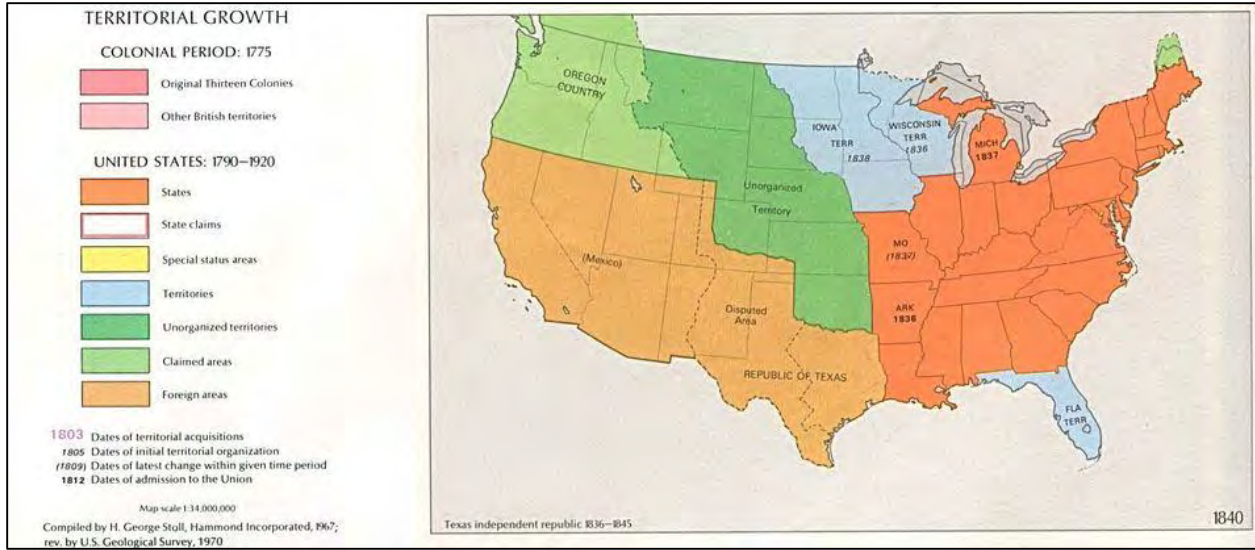 TERRITORIAL GROWTH
COLONIAL PERIOD: 1775
Original Thirteen Colonies
Other British territories
UNITED STATES: 1790–1920
States
State claims
Special status areas
Territories
Unorganized territories
Claimed areas
Foreign areas
1803 Dates of territorial acquisitions
1805 Dates of initial territorial organization
(1809) Dates of latest change within given time period
1812 Dates of admission to the Union
Map scale 1:34,000,000
Compiled by H. George Stoll, Hammond Incorporated, 1967;
rev. by U.S. Geological Survey, 1970
OREGON
COUNTRY
IOWA
TERR
1838
WISCONSIN
TERR
1836
MICH
1837
Unorganized
Territory
(Mexico)
MO
(1837)
ARK
1836
Disputed
Area
REPUBLIC OF TEXAS
FLA
TERR
Texas independent republic 1836–1845
1840